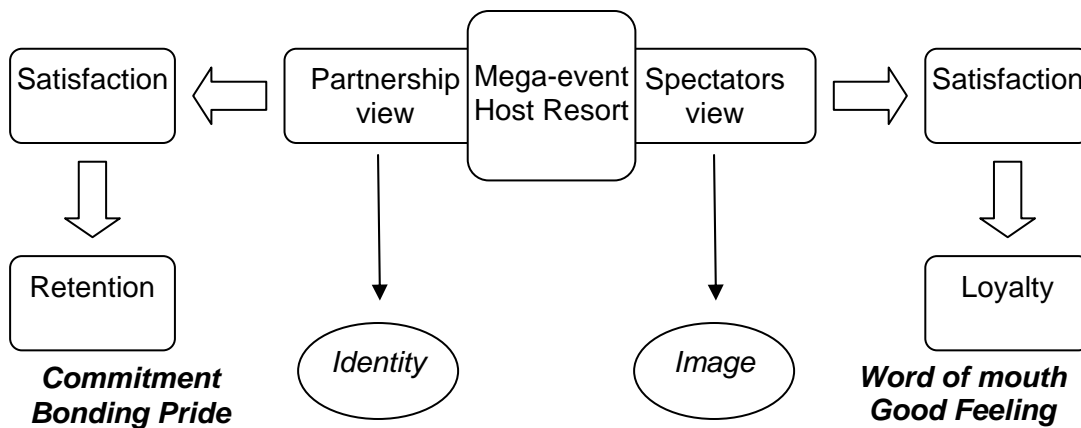 Satisfaction
Partnership
view
Mega-event
Host Resort
Spectators
view
Satisfaction
Retention
Identity
Image
Loyalty
Commitment
Bonding Pride
Word of mouth
Good Feeling